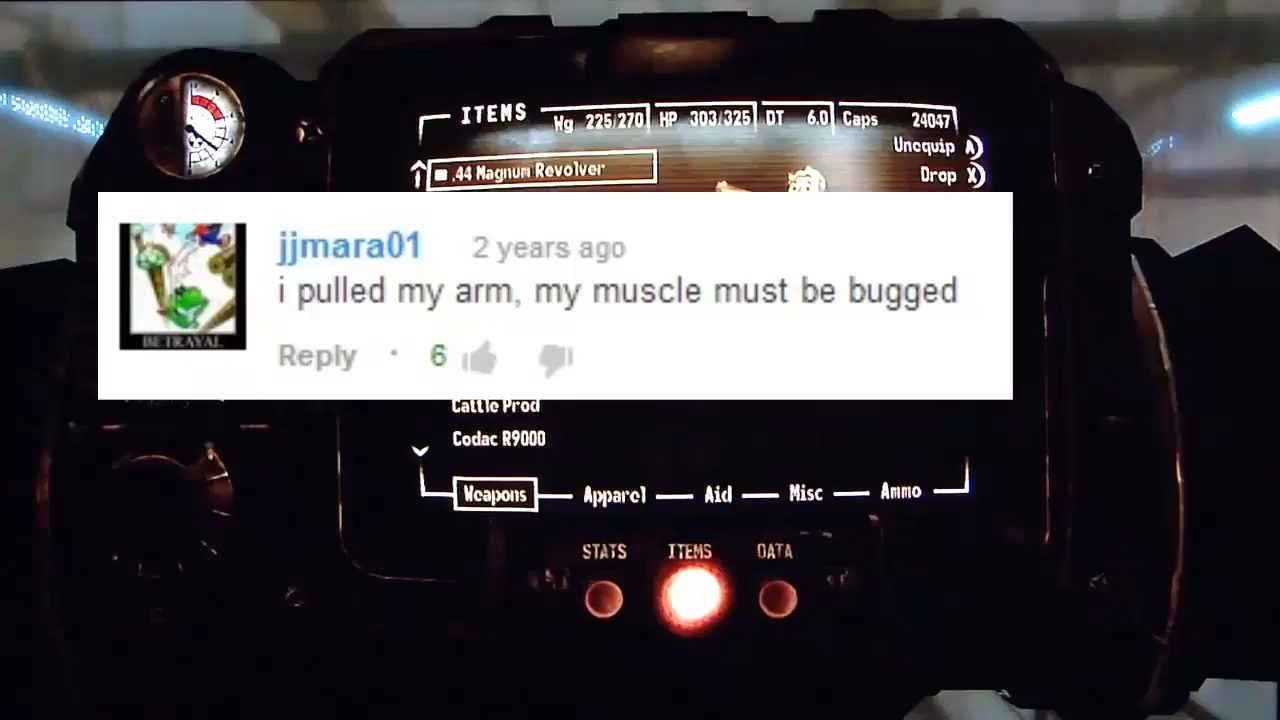 ITEMS Wg 225/270 HP 303/325 DT 6.0 Caps 24047
Unequip A)
.44 Magnum Revolver
Drop X)
jjmara01 2 years ago
i pulled my arm, my muscle must be bugged
BETRAYAL
Reply · 6
Cattle Prod
Codac R9000
Weapons Apparel Aid Misc Ammo
STATS ITEMS DATA